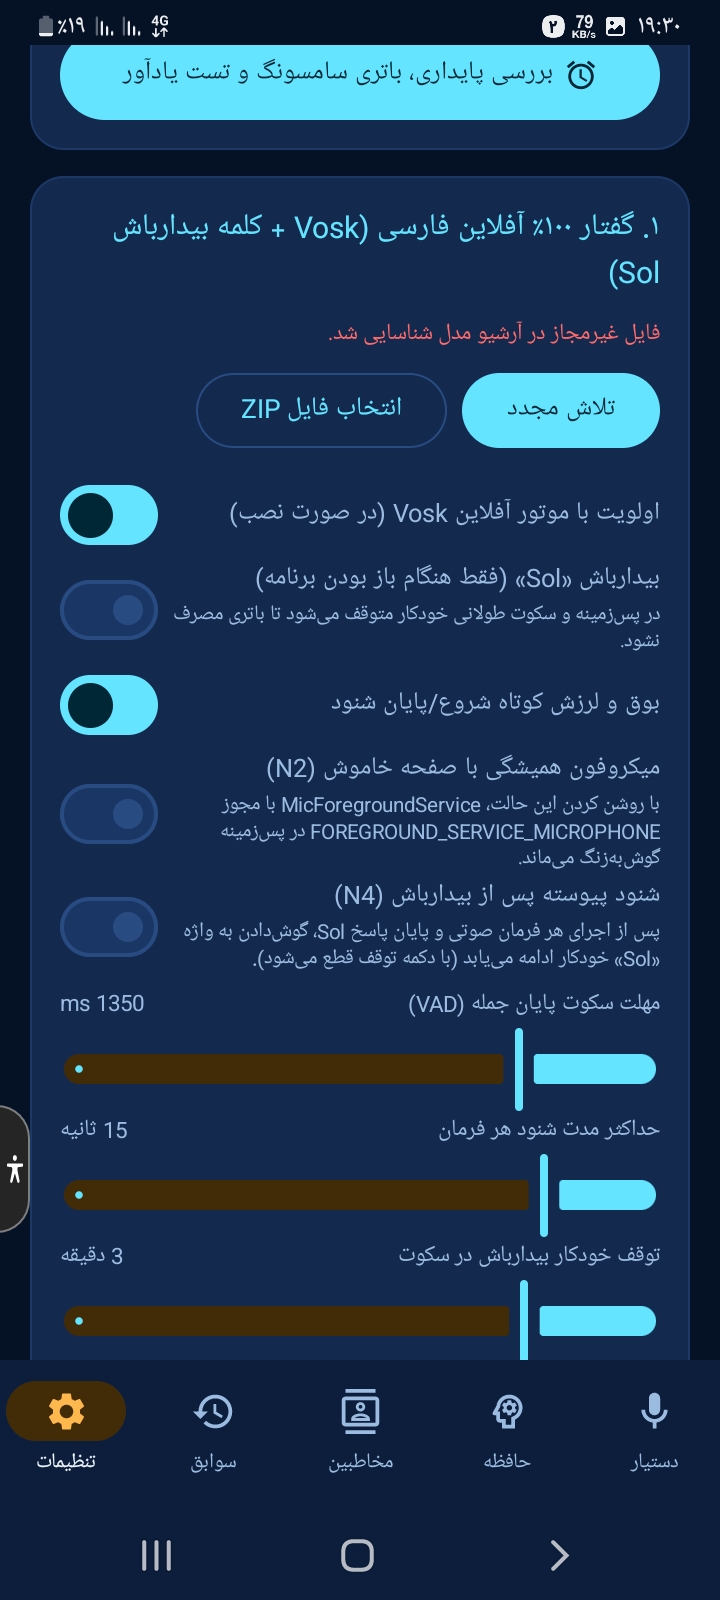 ٪۱۹ 4G ۲ 79 KB/s ۱۹:۳۰
بررسی پایداری، باتری سامسونگ و تست یادآور
۱. گفتار ۱۰۰٪ آفلاین فارسی (Vosk + کلمه بیدارباش
Sol)
فایل غیرمجاز در آرشیو مدل شناسایی شد.
تلاش مجدد
انتخاب فایل ZIP
اولویت با موتور آفلاین Vosk (در صورت نصب)
بیدارباش «Sol» (فقط هنگام باز بودن برنامه)
در پس‌زمینه و سکوت طولانی خودکار متوقف می‌شود تا باتری مصرف
نشود.
بوق و لرزش کوتاه شروع/پایان شنود
میکروفون همیشگی با صفحه خاموش (N2)
با روشن کردن این حالت، MicForegroundService با مجوز
FOREGROUND_SERVICE_MICROPHONE در پس‌زمینه
گوش‌به‌زنگ می‌ماند.
شنود پیوسته پس از بیدارباش (N4)
پس از اجرای هر فرمان صوتی و پایان پاسخ Sol، گوش‌دادن به واژه
«Sol» خودکار ادامه می‌یابد (با دکمه توقف قطع می‌شود).
مهلت سکوت پایان جمله (VAD)
1350 ms
حداکثر مدت شنود هر فرمان
15 ثانیه
توقف خودکار بیدارباش در سکوت
3 دقیقه
دستیار
حافظه
مخاطبین
سوابق
تنظیمات